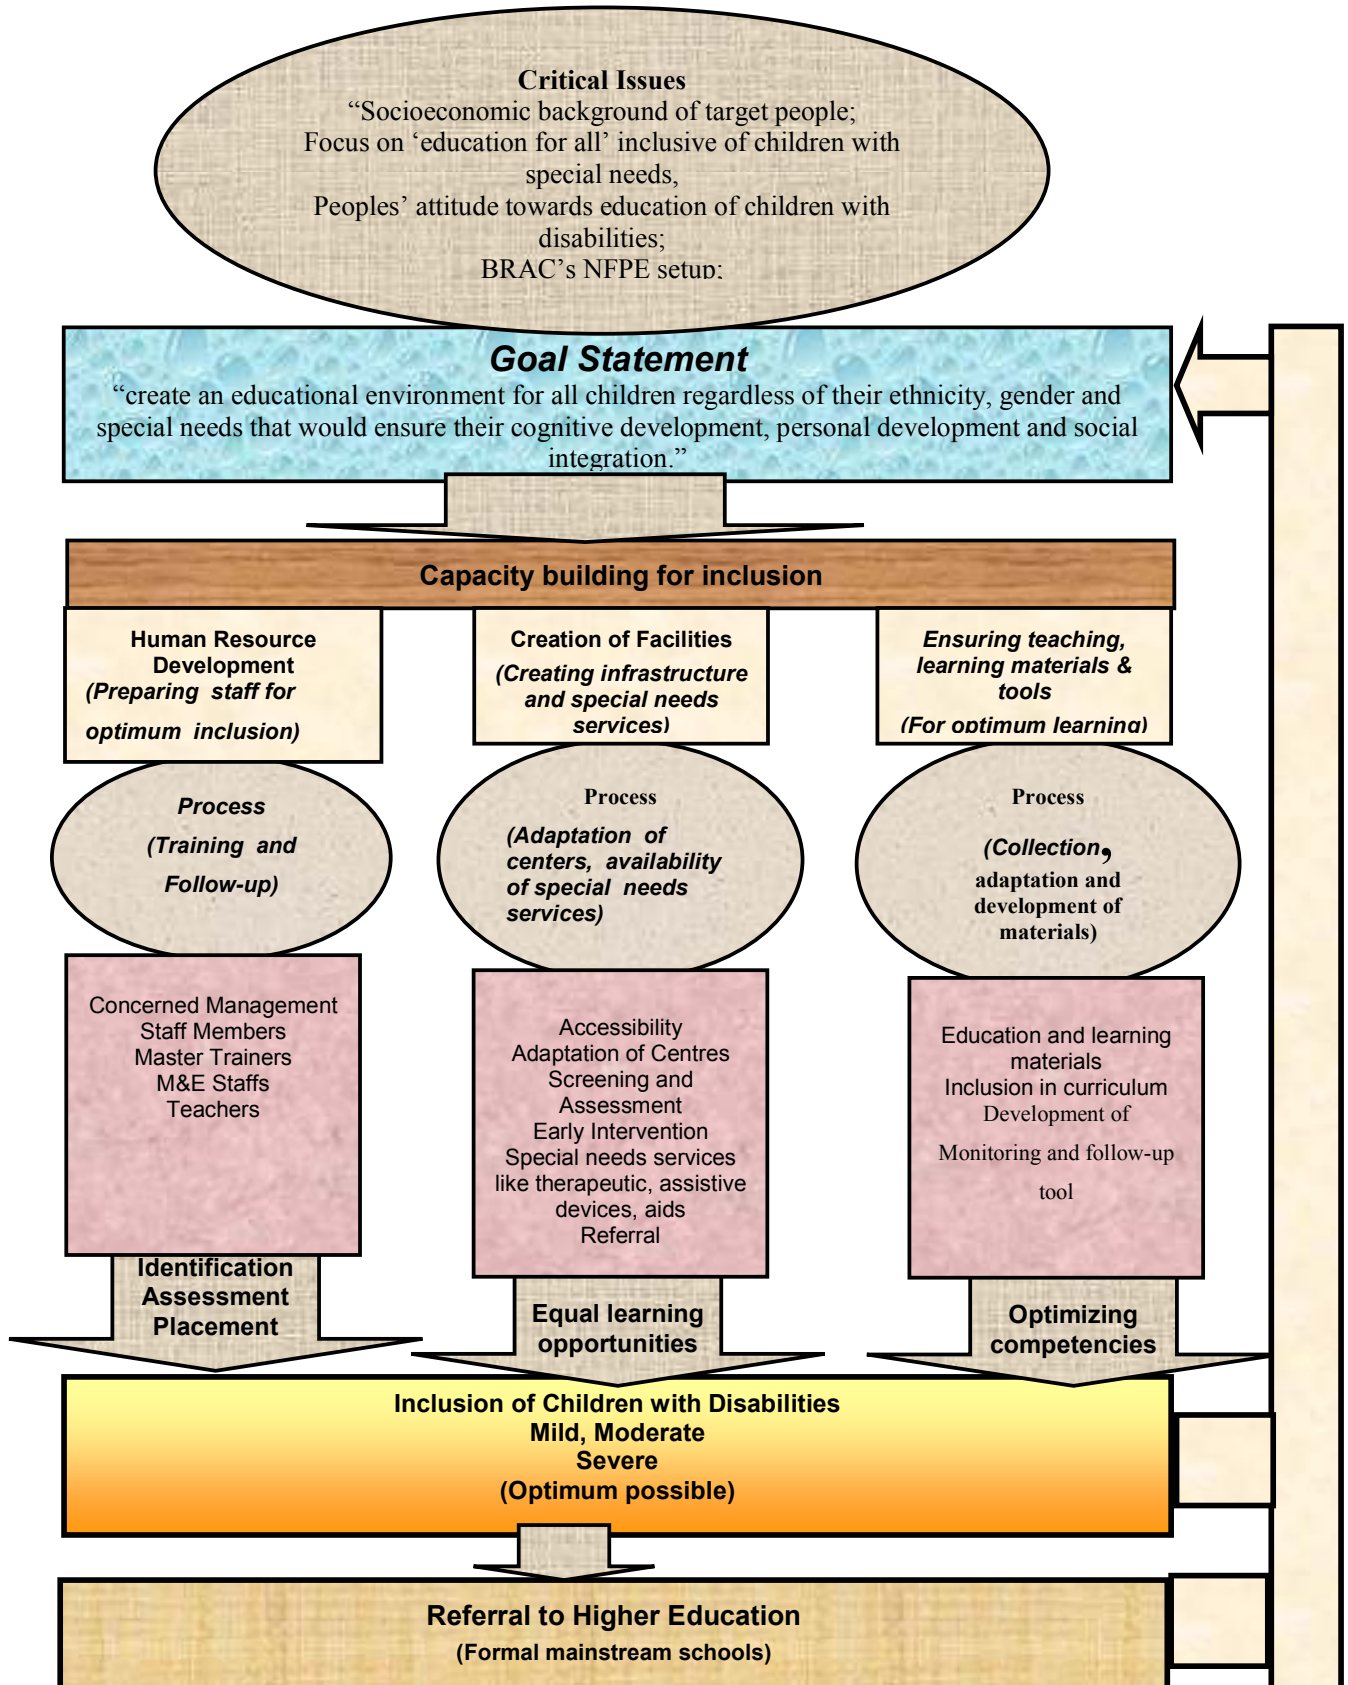 Critical Issues
“Socioeconomic background of target people;
Focus on ‘education for all’ inclusive of children with
special needs,
Peoples’ attitude towards education of children with
disabilities;
BRAC’s NFPE setup;
Goal Statement
“create an educational environment for all children regardless of their ethnicity, gender and
special needs that would ensure their cognitive development, personal development and social
integration.”
Capacity building for inclusion
Human Resource
Development
(Preparing staff for
optimum inclusion)
Creation of Facilities
(Creating infrastructure
and special needs
services)
Ensuring teaching,
learning materials &
tools
(For optimum learning)
Process
(Training and
Follow-up)
Process
(Adaptation of
centers, availability
of special needs
services)
Process
(Collection,
adaptation and
development of
materials)
Concerned Management
Staff Members
Master Trainers
M&E Staffs
Teachers
Accessibility
Adaptation of Centres
Screening and
Assessment
Early Intervention
Special needs services
like therapeutic, assistive
devices, aids
Referral
Education and learning
materials
Inclusion in curriculum
Development of
Monitoring and follow-up
tool
Identification
Assessment
Placement
Equal learning
opportunities
Optimizing
competencies
Inclusion of Children with Disabilities
Mild, Moderate
Severe
(Optimum possible)
Referral to Higher Education
(Formal mainstream schools)